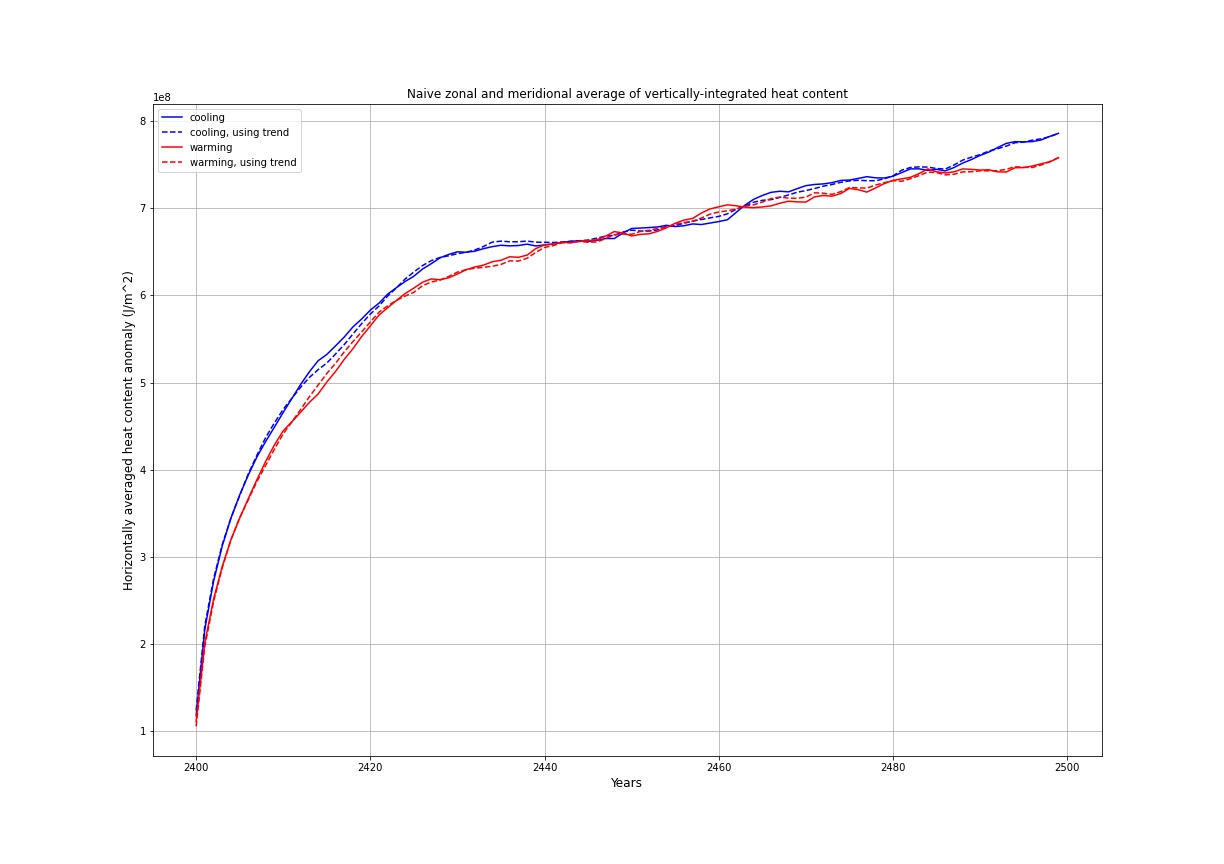 Naive zonal and meridional average of vertically-integrated heat content
1e8
cooling
cooling, using trend
warming
warming, using trend
8
7
6
5
4
3
2
1
Horizontally averaged heat content anomaly (J/m^2)
2400 2420 2440 2460 2480 2500
Years